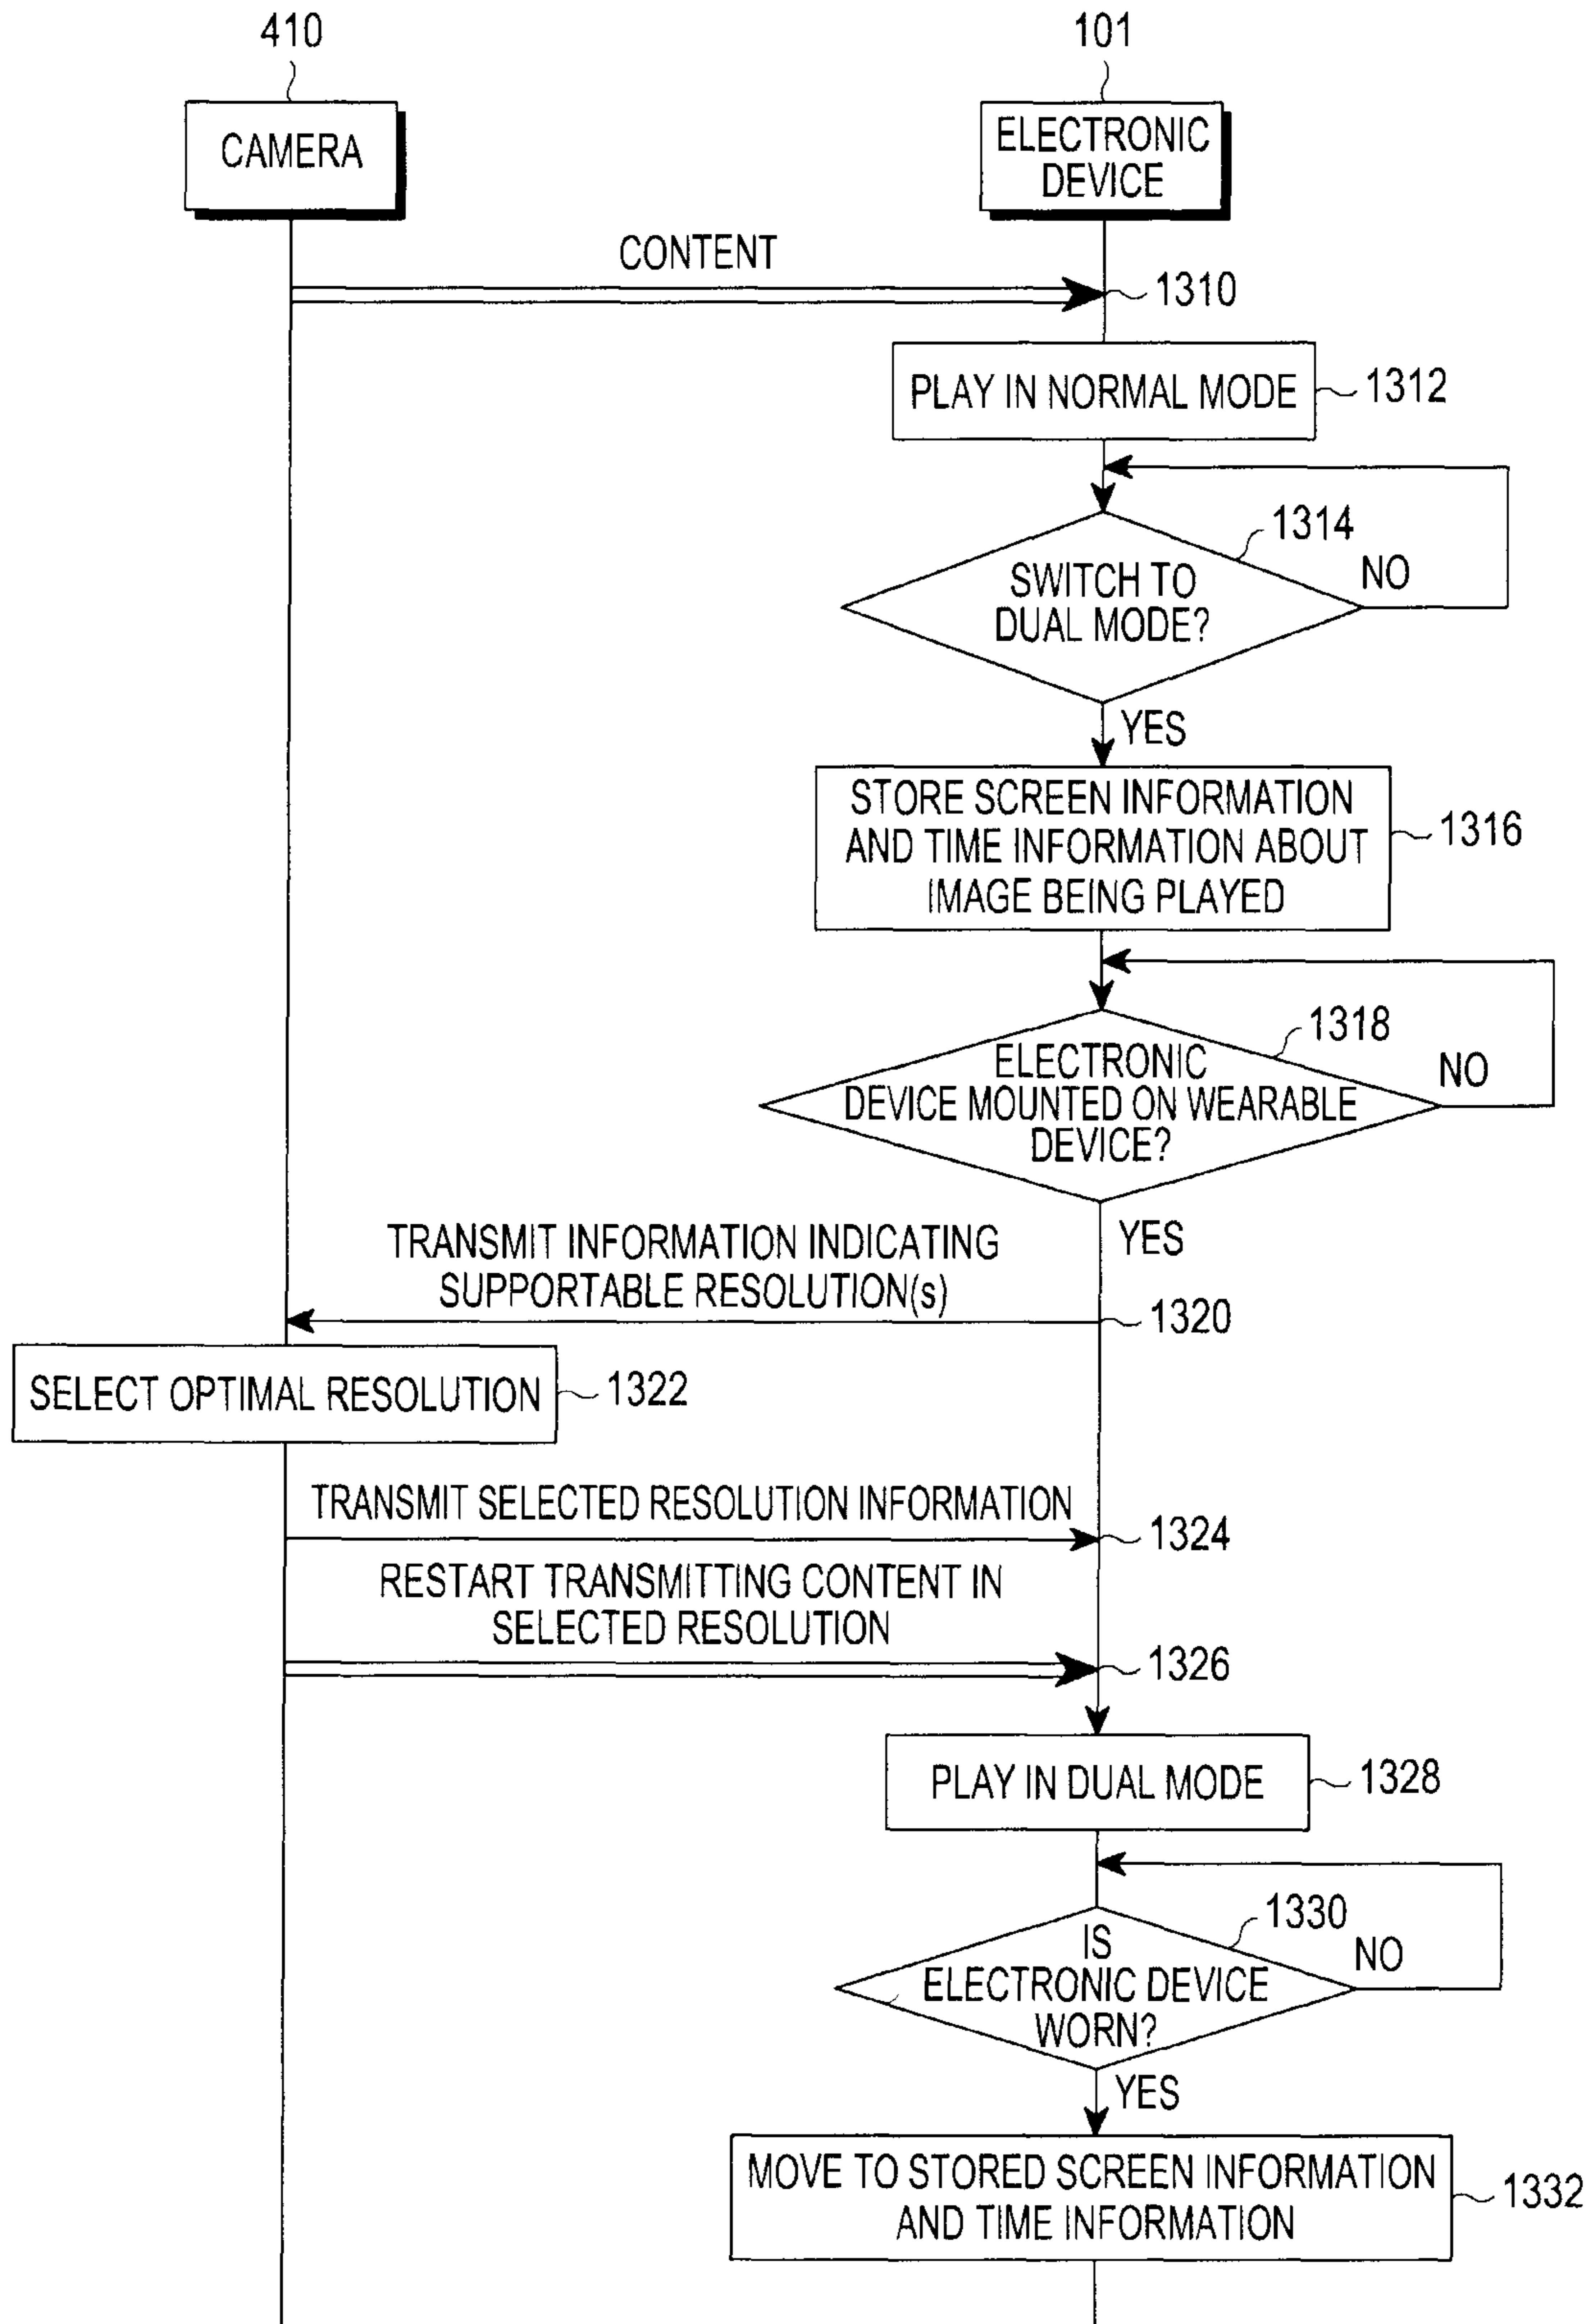 410
101
CAMERA
ELECTRONIC
DEVICE
CONTENT
1310
PLAY IN NORMAL MODE
1312
1314
SWITCH TO
DUAL MODE?
NO
YES
STORE SCREEN INFORMATION
AND TIME INFORMATION ABOUT
IMAGE BEING PLAYED
1316
1318
ELECTRONIC
DEVICE MOUNTED ON WEARABLE
DEVICE?
NO
YES
TRANSMIT INFORMATION INDICATING
SUPPORTABLE RESOLUTION(s)
1320
SELECT OPTIMAL RESOLUTION
1322
TRANSMIT SELECTED RESOLUTION INFORMATION
1324
RESTART TRANSMITTING CONTENT IN
SELECTED RESOLUTION
1326
PLAY IN DUAL MODE
1328
1330
IS
ELECTRONIC DEVICE
WORN?
NO
YES
MOVE TO STORED SCREEN INFORMATION
AND TIME INFORMATION
1332